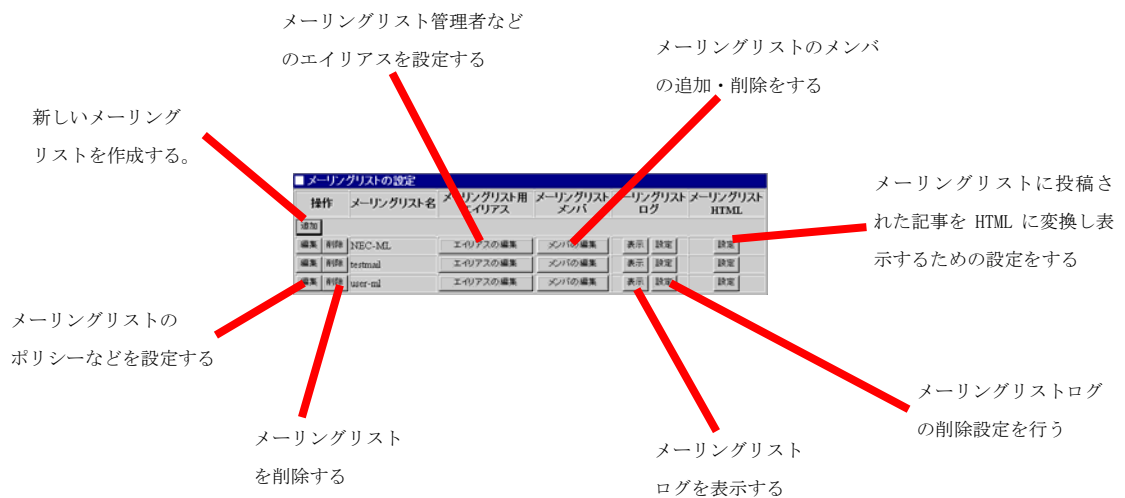 メーリングリスト管理者など
のエイリアスを設定する
メーリングリストのメンバ
の追加・削除をする
新しいメーリング
リストを作成する。
メーリングリストの設定
操作 メーリングリスト名 メーリングリスト用 メーリングリスト メーリングリスト メーリングリスト
エイリアス メンバ ログ HTML
追加
編集 削除 NEC-ML エイリアスの編集 メンバの編集 表示 設定 設定
編集 削除 testmail エイリアスの編集 メンバの編集 表示 設定 設定
編集 削除 user-ml エイリアスの編集 メンバの編集 表示 設定 設定
メーリングリストに投稿さ
れた記事を HTML に変換し表
示するための設定をする
メーリングリストの
ポリシーなどを設定する
メーリングリスト
を削除する
メーリングリスト
ログを表示する
メーリングリストログ
の削除設定を行う